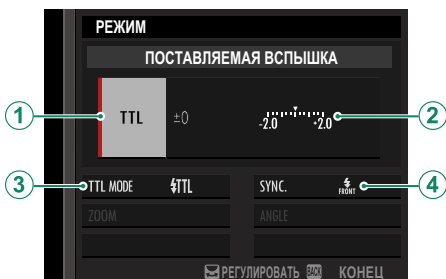 РЕЖИМ
ПОСТАВЛЯЕМАЯ ВСПЫШКА
1 TTL ±0 -2.0 +2.0 2
3 TTL MODE TTL SYNC. FRONT 4
ZOOM ANGLE
РЕГУЛИРОВАТЬ BACK КОНЕЦ